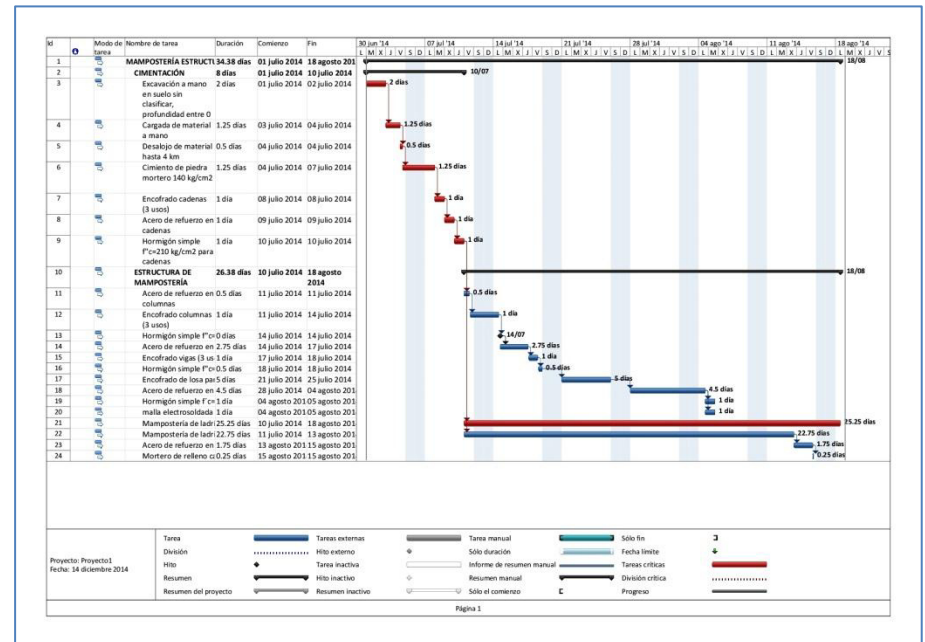 Id Modo de tarea Nombre de tarea Duración Comienzo Fin
30 jun '14 07 jul '14 14 jul '14 21 jul '14 28 jul '14 04 ago '14 11 ago '14 18 ago '14
L M X J V S D L M X J V S D L M X J V S D L M X J V S D L M X J V S D L M X J V S D L M X J V S D L M X J V S
1 MAMPOSTERÍA ESTRUCTU 34.38 días 01 julio 2014 18 agosto 201 18/08
2 CIMENTACIÓN 8 días 01 julio 2014 10 julio 2014 10/07
3 Excavación a mano 2 días 01 julio 2014 02 julio 2014 2 días
en suelo sin
clasificar,
profundidad entre 0
4 Cargada de material 1.25 días 03 julio 2014 04 julio 2014 1.25 días
a mano
5 Desalojo de material 0.5 días 04 julio 2014 04 julio 2014 0.5 días
hasta 4 km
6 Cimiento de piedra 1.25 días 04 julio 2014 07 julio 2014 1.25 días
mortero 140 kg/cm2
7 Encofrado cadenas 1 día 08 julio 2014 08 julio 2014 1 día
(3 usos)
8 Acero de refuerzo en 1 día 09 julio 2014 09 julio 2014 1 día
cadenas
9 Hormigón simple 1 día 10 julio 2014 10 julio 2014 1 día
f"c=210 kg/cm2 para
cadenas
10 ESTRUCTURA DE 26.38 días 10 julio 2014 18 agosto 18/08
MAMPOSTERÍA 2014
11 Acero de refuerzo en 0.5 días 11 julio 2014 11 julio 2014 0.5 días
columnas
12 Encofrado columnas 1 día 11 julio 2014 14 julio 2014 1 día
(3 usos)
13 Hormigón simple f"c= 0 días 14 julio 2014 14 julio 2014 14/07
14 Acero de refuerzo en 2.75 días 14 julio 2014 17 julio 2014 2.75 días
15 Encofrado vigas (3 us 1 día 17 julio 2014 18 julio 2014 1 día
16 Hormigón simple f"c= 0.5 días 18 julio 2014 18 julio 2014 0.5 días
17 Encofrado de losa pas 5 días 21 julio 2014 25 julio 2014 5 días
18 Acero de refuerzo en 4.5 días 28 julio 2014 04 agosto 201 4.5 días
19 Hormigón simple f'c= 1 día 04 agosto 201 05 agosto 201 1 día
20 malla electrosoldada 1 día 04 agosto 201 05 agosto 201 1 día
21 Mampostería de ladri 25.25 días 10 julio 2014 18 agosto 201 25.25 días
22 Mampostería de ladri 22.75 días 11 julio 2014 13 agosto 201 22.75 días
23 Acero de refuerzo en 1.75 días 13 agosto 201 15 agosto 201 1.75 días
24 Mortero de relleno ca 0.25 días 15 agosto 201 15 agosto 201 0.25 días
Proyecto: Proyecto1
Fecha: 14 diciembre 2014
Tarea Tareas externas Tarea manual Sólo fin
División Hito externo Sólo duración Fecha límite
Hito Tarea inactiva Informe de resumen manual Tareas críticas
Resumen Hito inactivo Resumen manual División crítica
Resumen del proyecto Resumen inactivo Sólo el comienzo Progreso
Página 1